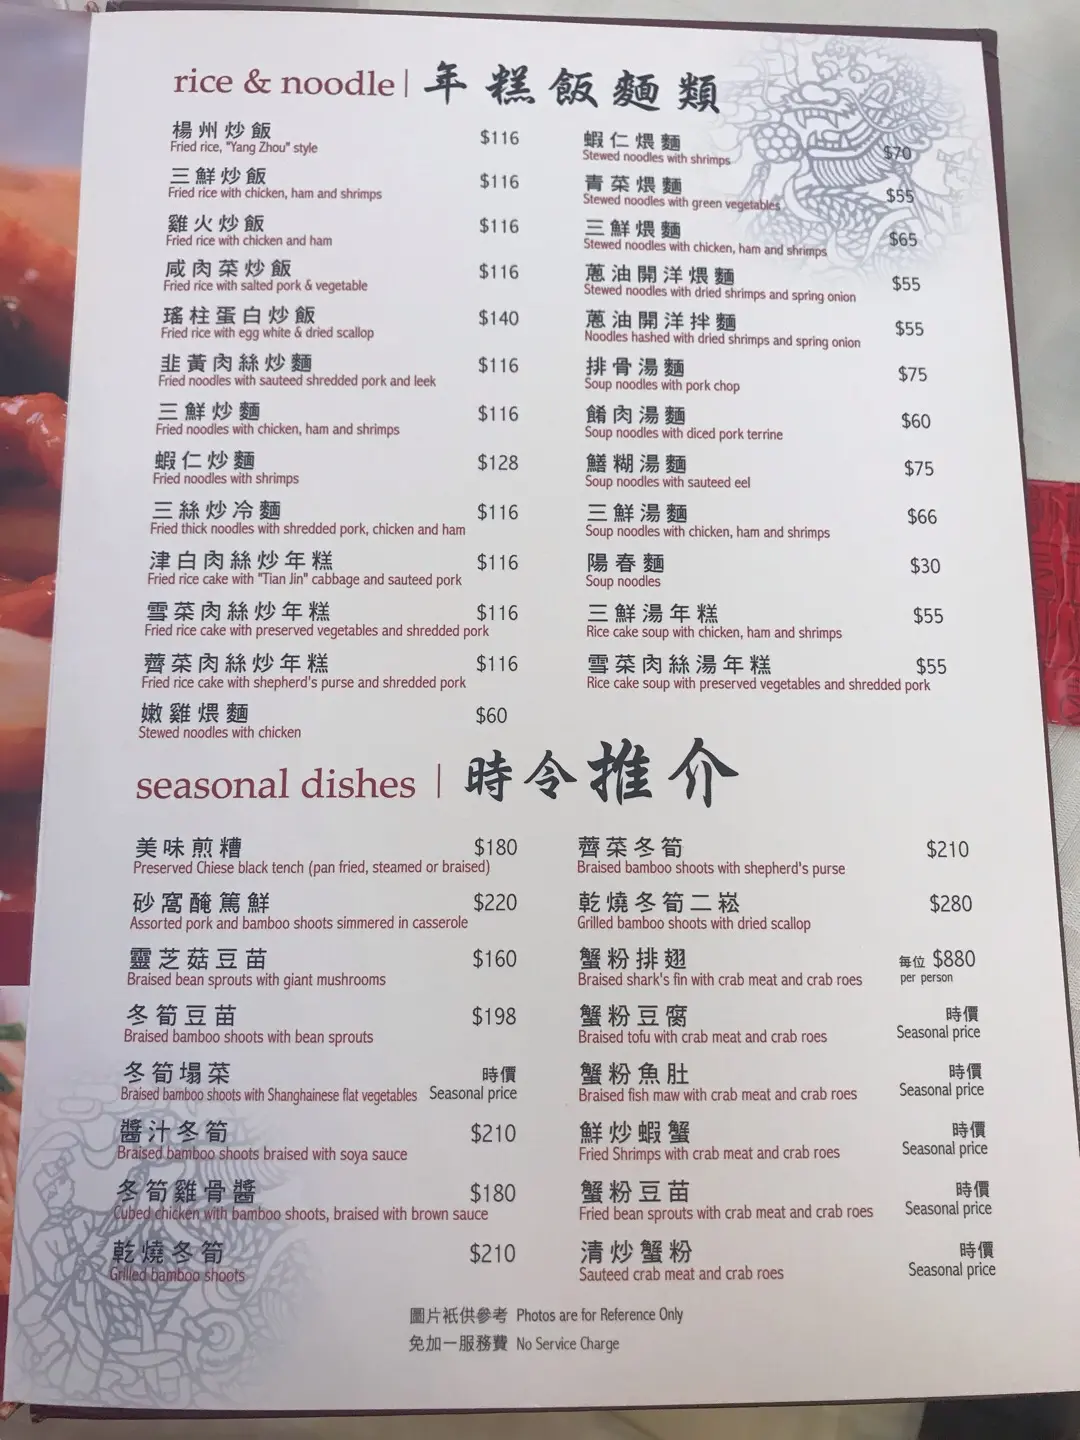 rice & noodle | 年糕飯麵類
楊州炒飯 $116
Fried rice, "Yang Zhou" style
三鮮炒飯 $116
Fried rice with chicken, ham and shrimps
雞火炒飯 $116
Fried rice with chicken and ham
咸肉菜炒飯 $116
Fried rice with salted pork & vegetable
瑤柱蛋白炒飯 $140
Fried rice with egg white & dried scallop
韭黃肉絲炒麵 $116
Fried noodles with sauteed shredded pork and leek
三鮮炒麵 $116
Fried noodles with chicken, ham and shrimps
蝦仁炒麵 $128
Fried noodles with shrimps
三絲炒冷麵 $116
Fried thick noodles with shredded pork, chicken and ham
津白肉絲炒年糕 $116
Fried rice cake with "Tian Jin" cabbage and sauteed pork
雪菜肉絲炒年糕 $116
Fried rice cake with preserved vegetables and shredded pork
薺菜肉絲炒年糕 $116
Fried rice cake with shepherd's purse and shredded pork
嫩雞煨麵 $60
Stewed noodles with chicken
蝦仁煨麵 $70
Stewed noodles with shrimps
青菜煨麵 $55
Stewed noodles with green vegetables
三鮮煨麵 $65
Stewed noodles with chicken, ham and shrimps
蔥油開洋煨麵 $55
Stewed noodles with dried shrimps and spring onion
蔥油開洋拌麵 $55
Noodles hashed with dried shrimps and spring onion
排骨湯麵 $75
Soup noodles with pork chop
餚肉湯麵 $60
Soup noodles with diced pork terrine
鱔糊湯麵 $75
Soup noodles with sauteed eel
三鮮湯麵 $66
Soup noodles with chicken, ham and shrimps
陽春麵 $30
Soup noodles
三鮮湯年糕 $55
Rice cake soup with chicken, ham and shrimps
雪菜肉絲湯年糕 $55
Rice cake soup with preserved vegetables and shredded pork
seasonal dishes | 時令推介
美味煎糟 $180
Preserved Chiese black tench (pan fried, steamed or braised)
砂窩醃篤鮮 $220
Assorted pork and bamboo shoots simmered in casserole
靈芝菇豆苗 $160
Braised bean sprouts with giant mushrooms
冬筍豆苗 $198
Braised bamboo shoots with bean sprouts
冬筍塌菜 時價
Braised bamboo shoots with Shanghainese flat vegetables Seasonal price
醬汁冬筍 $210
Braised bamboo shoots braised with soya sauce
冬筍雞骨醬 $180
Cubed chicken with bamboo shoots, braised with brown sauce
乾燒冬筍 $210
Grilled bamboo shoots
薺菜冬筍 $210
Braised bamboo shoots with shepherd's purse
乾燒冬筍二崧 $280
Grilled bamboo shoots with dried scallop
蟹粉排翅 每位 $880
Braised shark's fin with crab meat and crab roes per person
蟹粉豆腐 時價
Braised tofu with crab meat and crab roes Seasonal price
蟹粉魚肚 時價
Braised fish maw with crab meat and crab roes Seasonal price
鮮炒蝦蟹 時價
Fried Shrimps with crab meat and crab roes Seasonal price
蟹粉豆苗 時價
Fried bean sprouts with crab meat and crab roes Seasonal price
清炒蟹粉 時價
Sauteed crab meat and crab roes Seasonal price
圖片衹供參考 Photos are for Reference Only
免加一服務費 No Service Charge